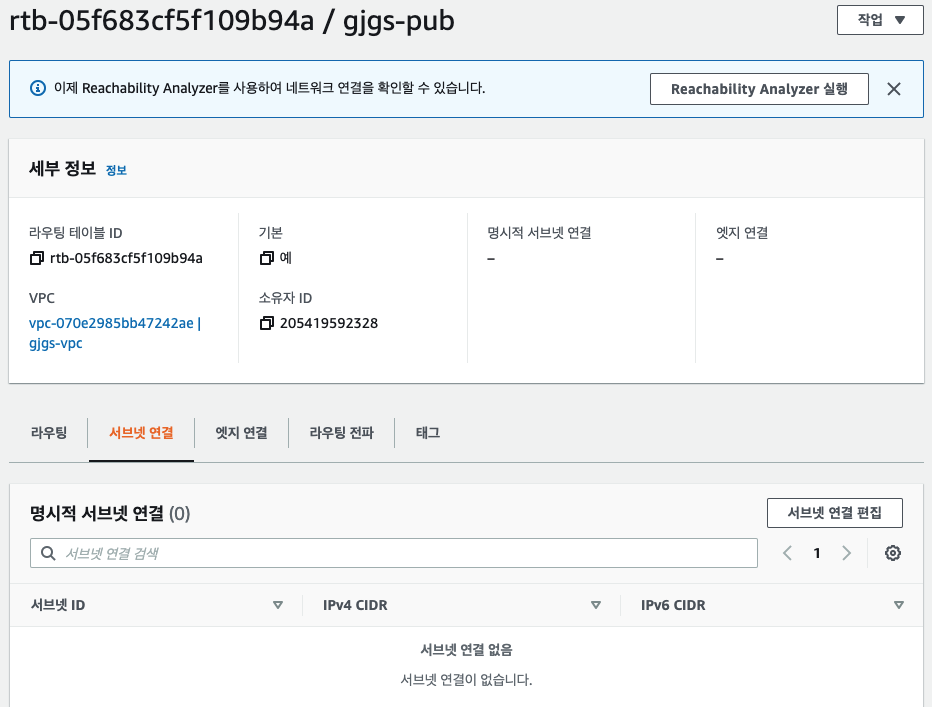 rtb-05f683cf5f109b94a / gjgs-pub
작업 ▼
이제 Reachability Analyzer를 사용하여 네트워크 연결을 확인할 수 있습니다.
Reachability Analyzer 실행
세부 정보 정보
라우팅 테이블 ID
rtb-05f683cf5f109b94a
기본
예
명시적 서브넷 연결
–
엣지 연결
–
VPC
vpc-070e2985bb47242ae |
gjgs-vpc
소유자 ID
205419592328
라우팅
서브넷 연결
엣지 연결
라우팅 전파
태그
명시적 서브넷 연결 (0)
서브넷 연결 편집
서브넷 연결 검색
1
서브넷 ID
IPv4 CIDR
IPv6 CIDR
서브넷 연결 없음
서브넷 연결이 없습니다.